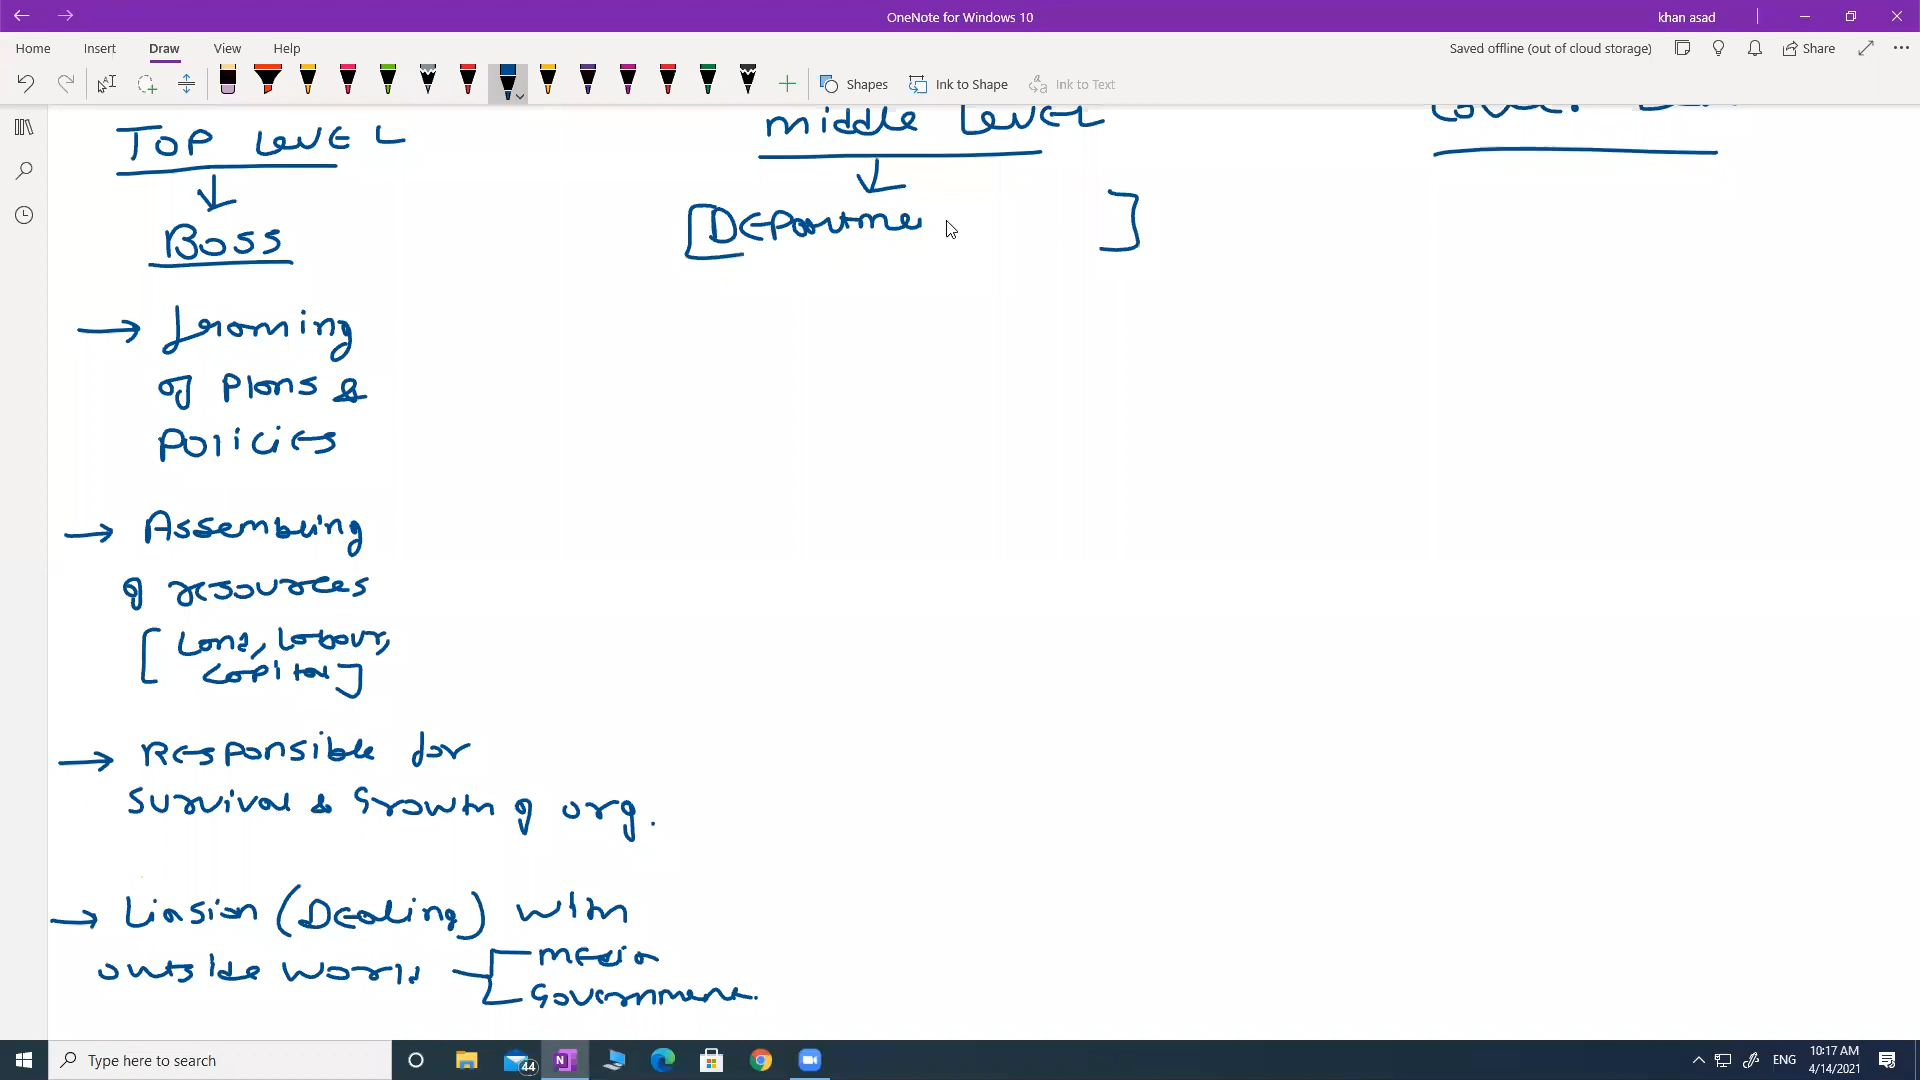 OneNote for Windows 10
khan asad
Home
Insert
Draw
View
Help
Saved offline (out of cloud storage)
Share
Shapes
Ink to Shape
Ink to Text
TOP LEVEL
BOSS
→ framing
of plans &
policies
→ Assembling
of resources
[Land, Labour,
capital]
→ Responsible for
survival & Growth of org.
→ Liasion (Dealing) with
outside world
media
Government.
middle LEVEL
[Departme ]
Type here to search
44
ENG
10:17 AM
4/14/2021